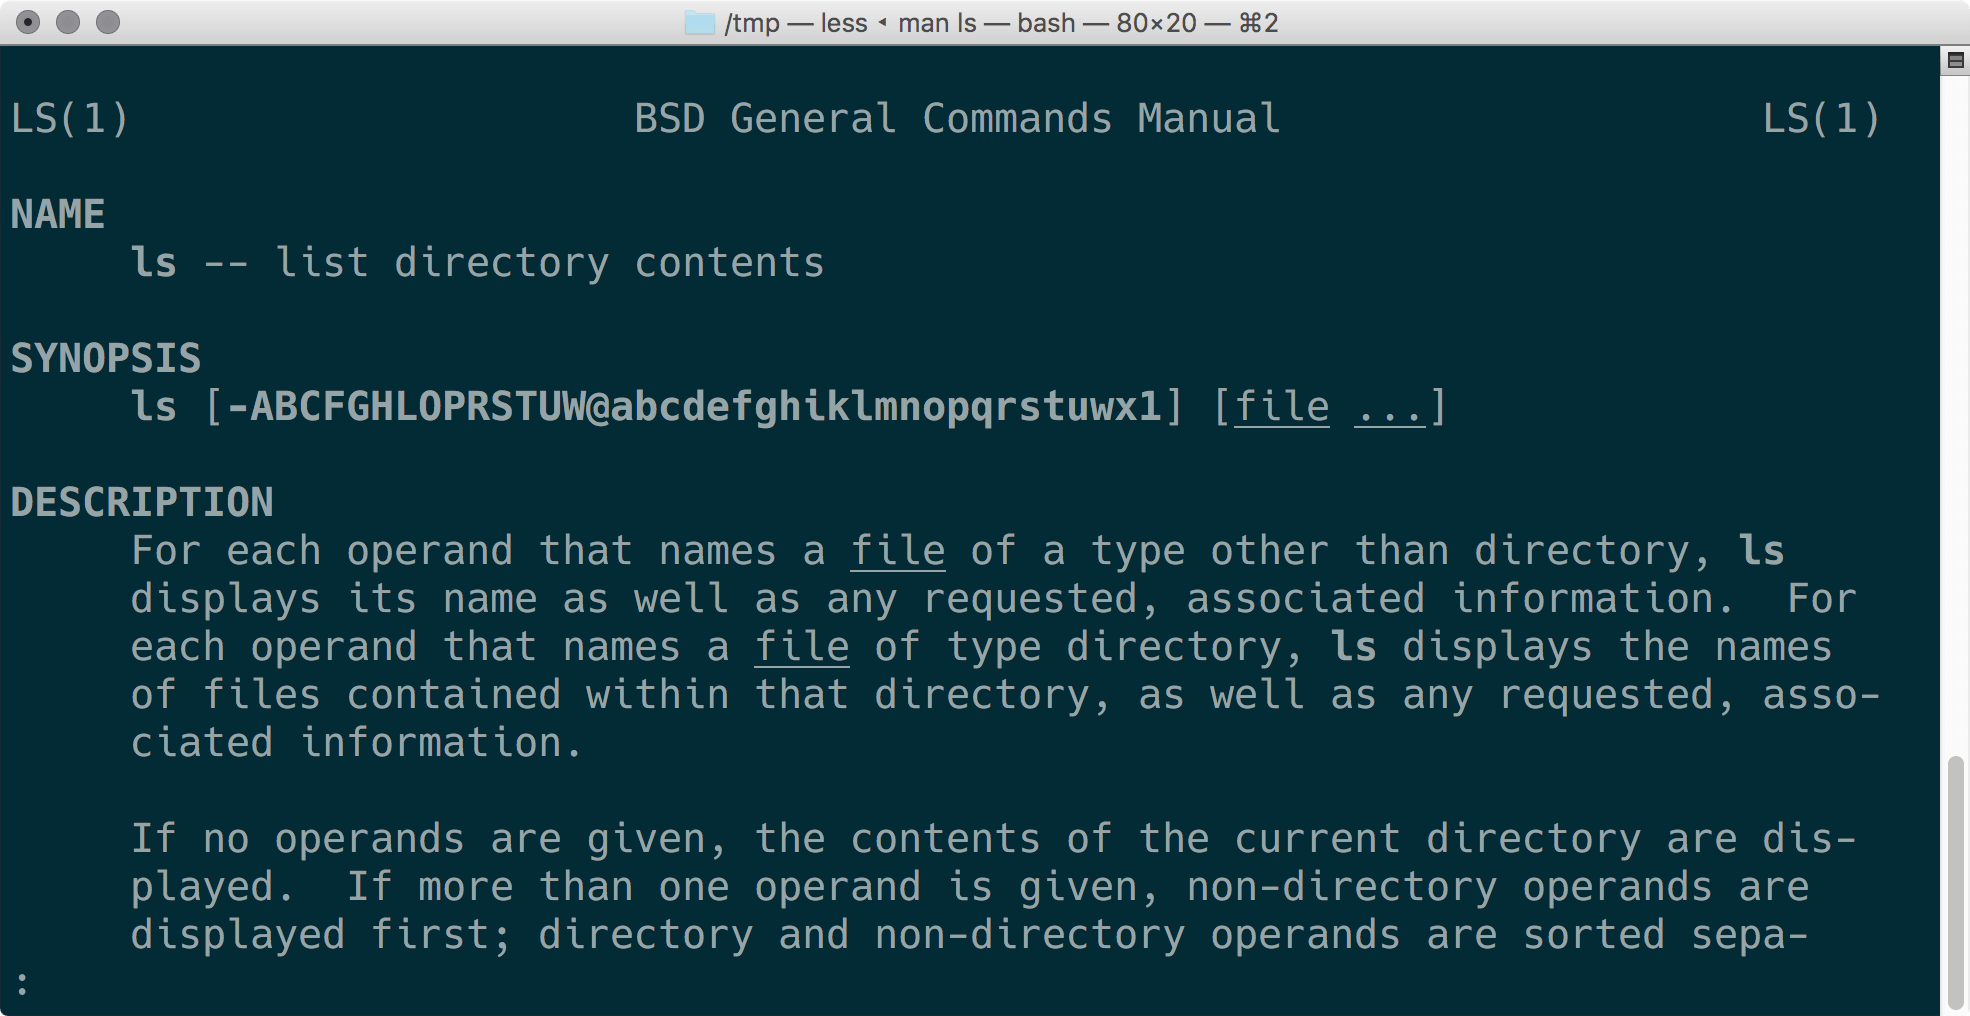 /tmp — less ◂ man ls — bash — 80×20 — ⌘2
LS(1) BSD General Commands Manual LS(1)
NAME
ls -- list directory contents
SYNOPSIS
ls [-ABCFGHLOPRSTUW@abcdefghiklmnopqrstuwx1] [file ...]
DESCRIPTION
For each operand that names a file of a type other than directory, ls
displays its name as well as any requested, associated information.  For
each operand that names a file of type directory, ls displays the names
of files contained within that directory, as well as any requested, asso-
ciated information.
If no operands are given, the contents of the current directory are dis-
played.  If more than one operand is given, non-directory operands are
displayed first; directory and non-directory operands are sorted sepa-
: